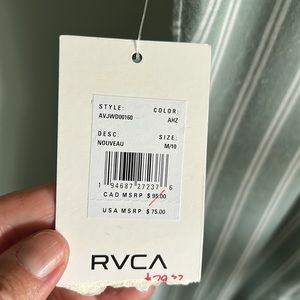 STYLE: COLOR:
AVJWD00160 AHZ
DESC: SIZE:
NOUVEAU M/10
1 94687 27237 6
CAD MSRP $ 95.00
USA MSRP $ 75.00
RVCA